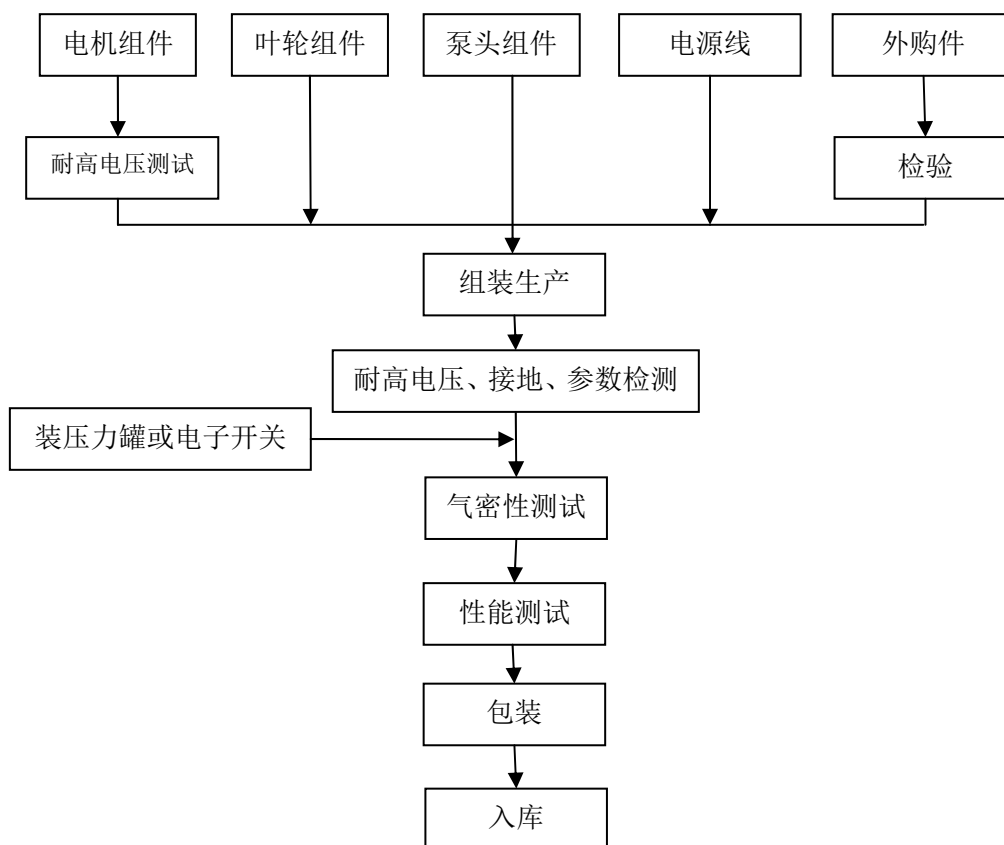 电机组件
叶轮组件
泵头组件
电源线
外购件
耐高电压测试
检验
组装生产
耐高电压、接地、参数检测
装压力罐或电子开关
气密性测试
性能测试
包装
入库